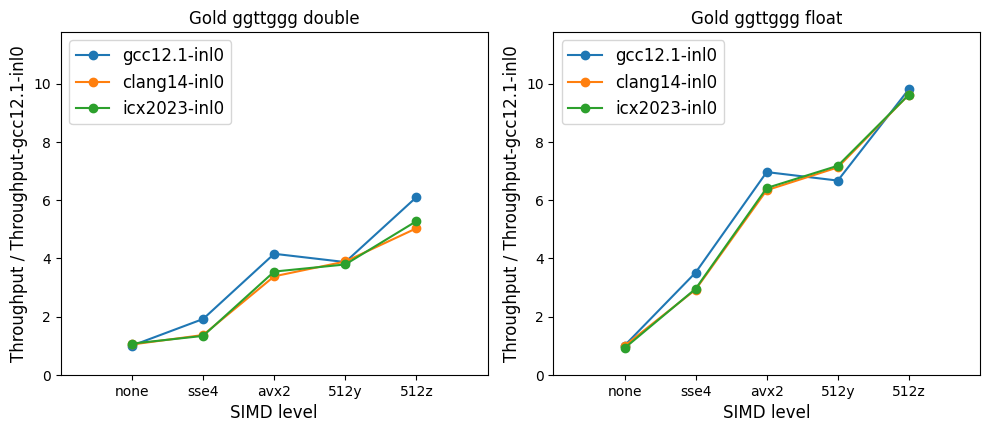 Gold ggttggg double
Throughput / Throughput-gcc12.1-inl0
10
8
6
4
2
0
gcc12.1-inl0
clang14-inl0
icx2023-inl0
none sse4 avx2 512y 512z
SIMD level
Gold ggttggg float
Throughput / Throughput-gcc12.1-inl0
10
8
6
4
2
0
gcc12.1-inl0
clang14-inl0
icx2023-inl0
none sse4 avx2 512y 512z
SIMD level